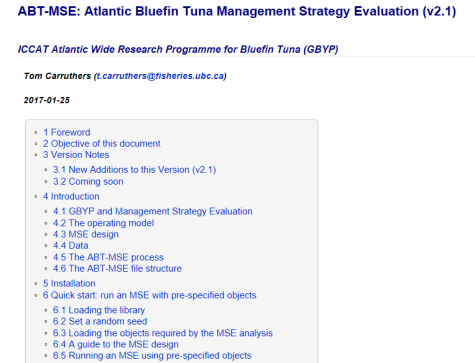 ABT-MSE: Atlantic Bluefin Tuna Management Strategy Evaluation (v2.1)
ICCAT Atlantic Wide Research Programme for Bluefin Tuna (GBYP)
Tom Carruthers (t.carruthers@fisheries.ubc.ca)
2017-01-25
1 Foreword
2 Objective of this document
3 Version Notes
3.1 New Additions to this Version (v2.1)
3.2 Coming soon
4 Introduction
4.1 GBYP and Management Strategy Evaluation
4.2 The operating model
4.3 MSE design
4.4 Data
4.5 The ABT-MSE process
4.6 The ABT-MSE file structure
5 Installation
6 Quick start: run an MSE with pre-specified objects
6.1 Loading the library
6.2 Set a random seed
6.3 Loading the objects required by the MSE analysis
6.4 A guide to the MSE design
6.5 Running an MSE using pre-specified objects